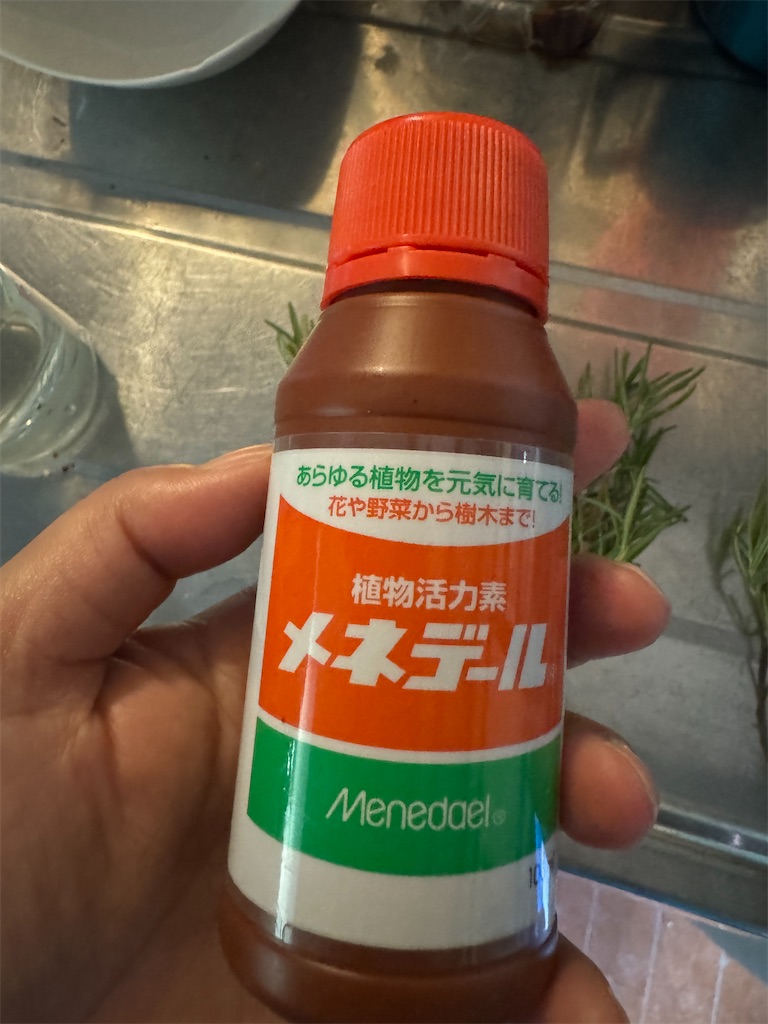 あらゆる植物を元気に育てる!
花や野菜から樹木まで!
植物活力素
メネデール
Menedael®